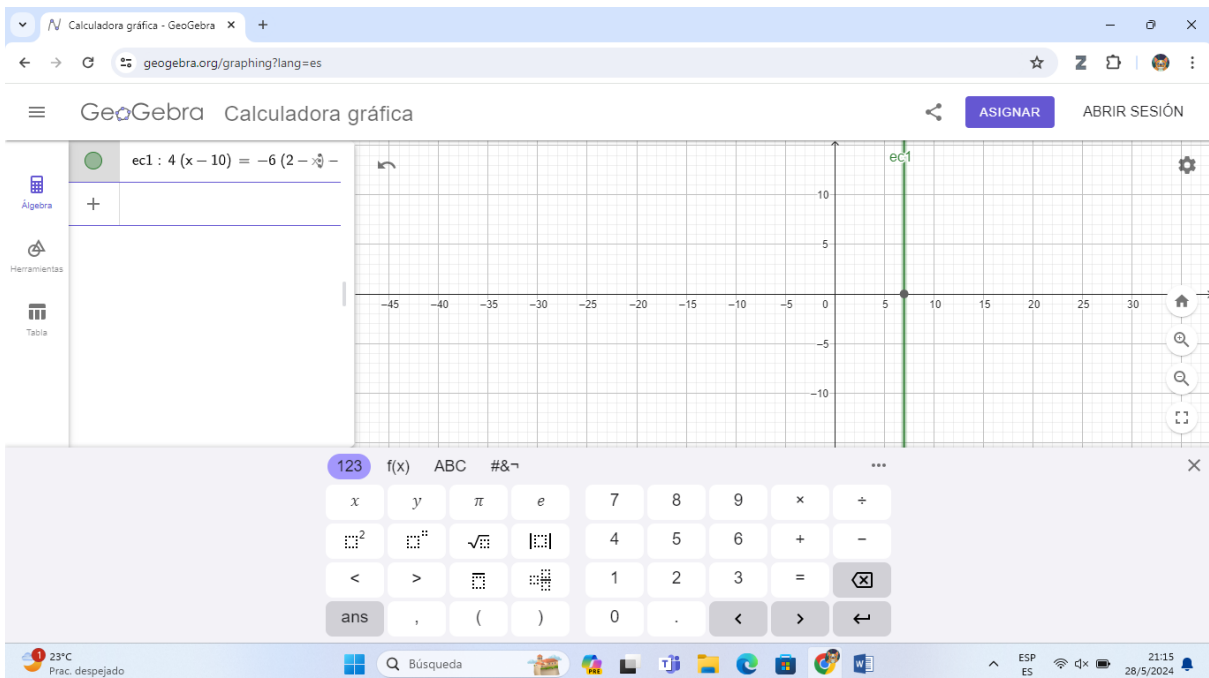 Calculadora gráfica - GeoGebra
geogebra.org/graphing?lang=es
GeoGebra Calculadora gráfica
ASIGNAR
ABRIR SESIÓN
Álgebra
Herramientas
Tabla
ec1 : 4 (x − 10) = −6 (2 − x) −
ec1
10
5
−45 −40 −35 −30 −25 −20 −15 −10 −5 0 5 10 15 20 25 30
−5
−10
123 f(x) ABC #&¬
x y π e 7 8 9 × ÷
2 √ 4 5 6 + −
< > 1 2 3 =
ans , ( ) 0 . < >
1
23°C
Prac. despejado
Búsqueda
PRE
ESP
ES
21:15
28/5/2024